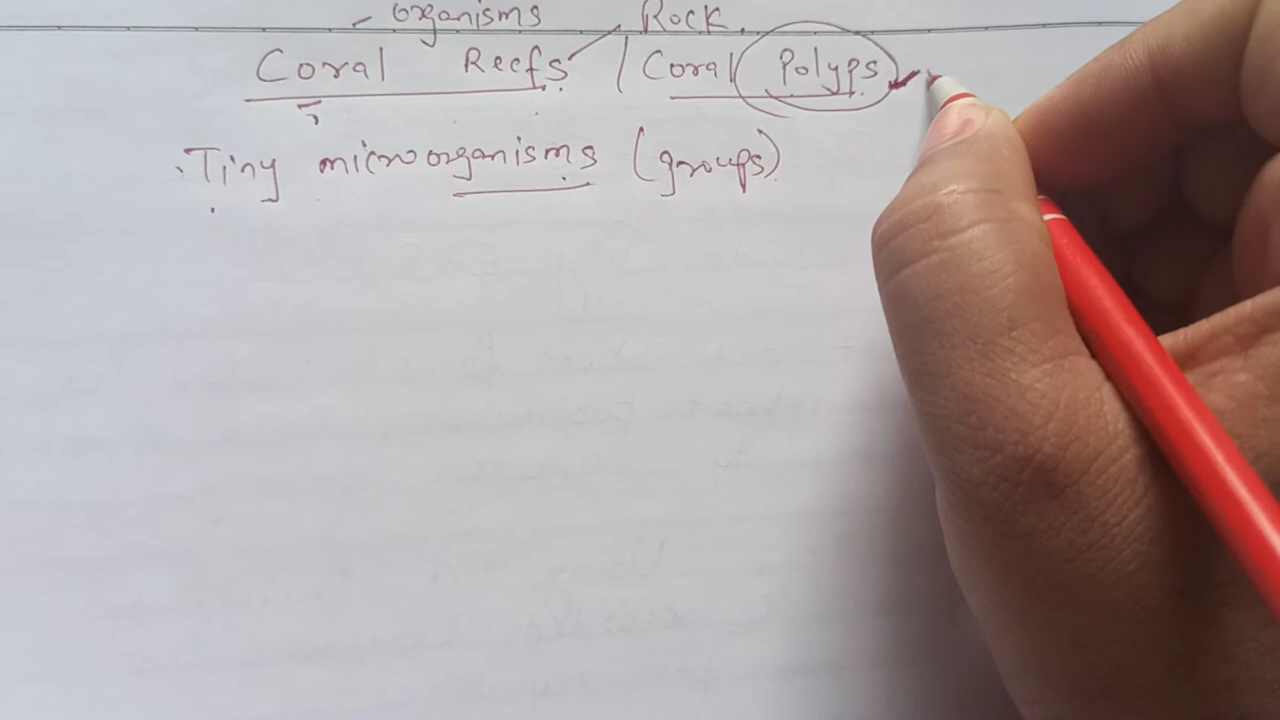 - organisms Rock
Coral Reefs / Coral Polyps
Tiny microorganisms (groups)